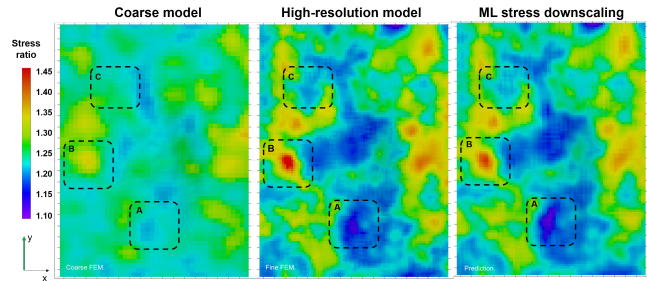 Coarse model
High-resolution model
ML stress downscaling
Stress
ratio
1.45
1.40
1.35
1.30
1.25
1.20
1.15
1.10
y
x
C
B
A
Coarse FEM
C
B
A
Fine FEM
C
B
A
Prediction